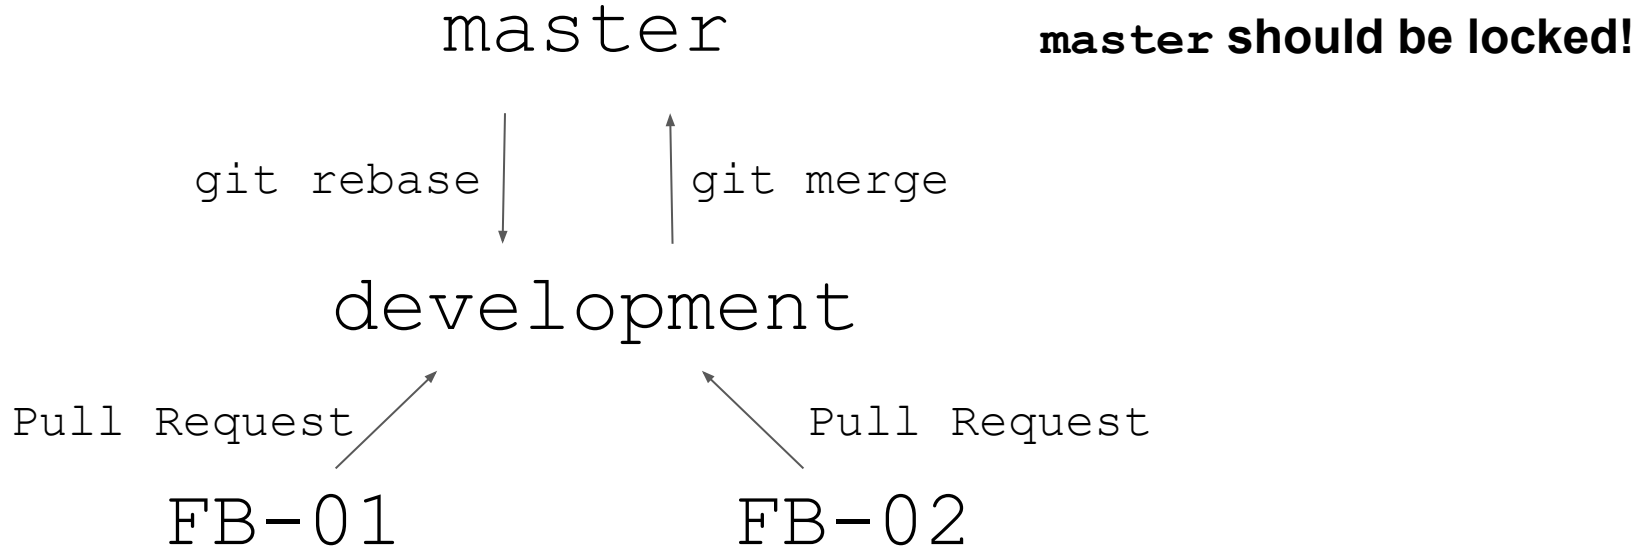 master
master should be locked!
git rebase
git merge
development
Pull Request
Pull Request
FB-01
FB-02